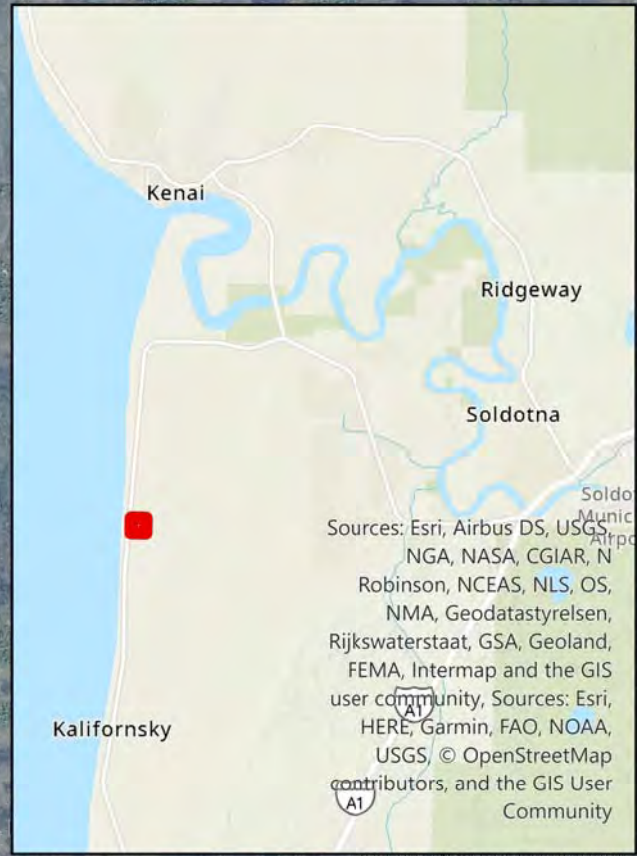 Kenai
Ridgeway
Soldotna
Soldo
Munic
Airpo
Sources: Esri, Airbus DS, USGS,
NGA, NASA, CGIAR, N
Robinson, NCEAS, NLS, OS,
NMA, Geodatastyrelsen,
Rijkswaterstaat, GSA, Geoland,
FEMA, Intermap and the GIS
user community, Sources: Esri,
HERE, Garmin, FAO, NOAA,
USGS, © OpenStreetMap
contributors, and the GIS User
Community
A1
Kalifornsky
A1